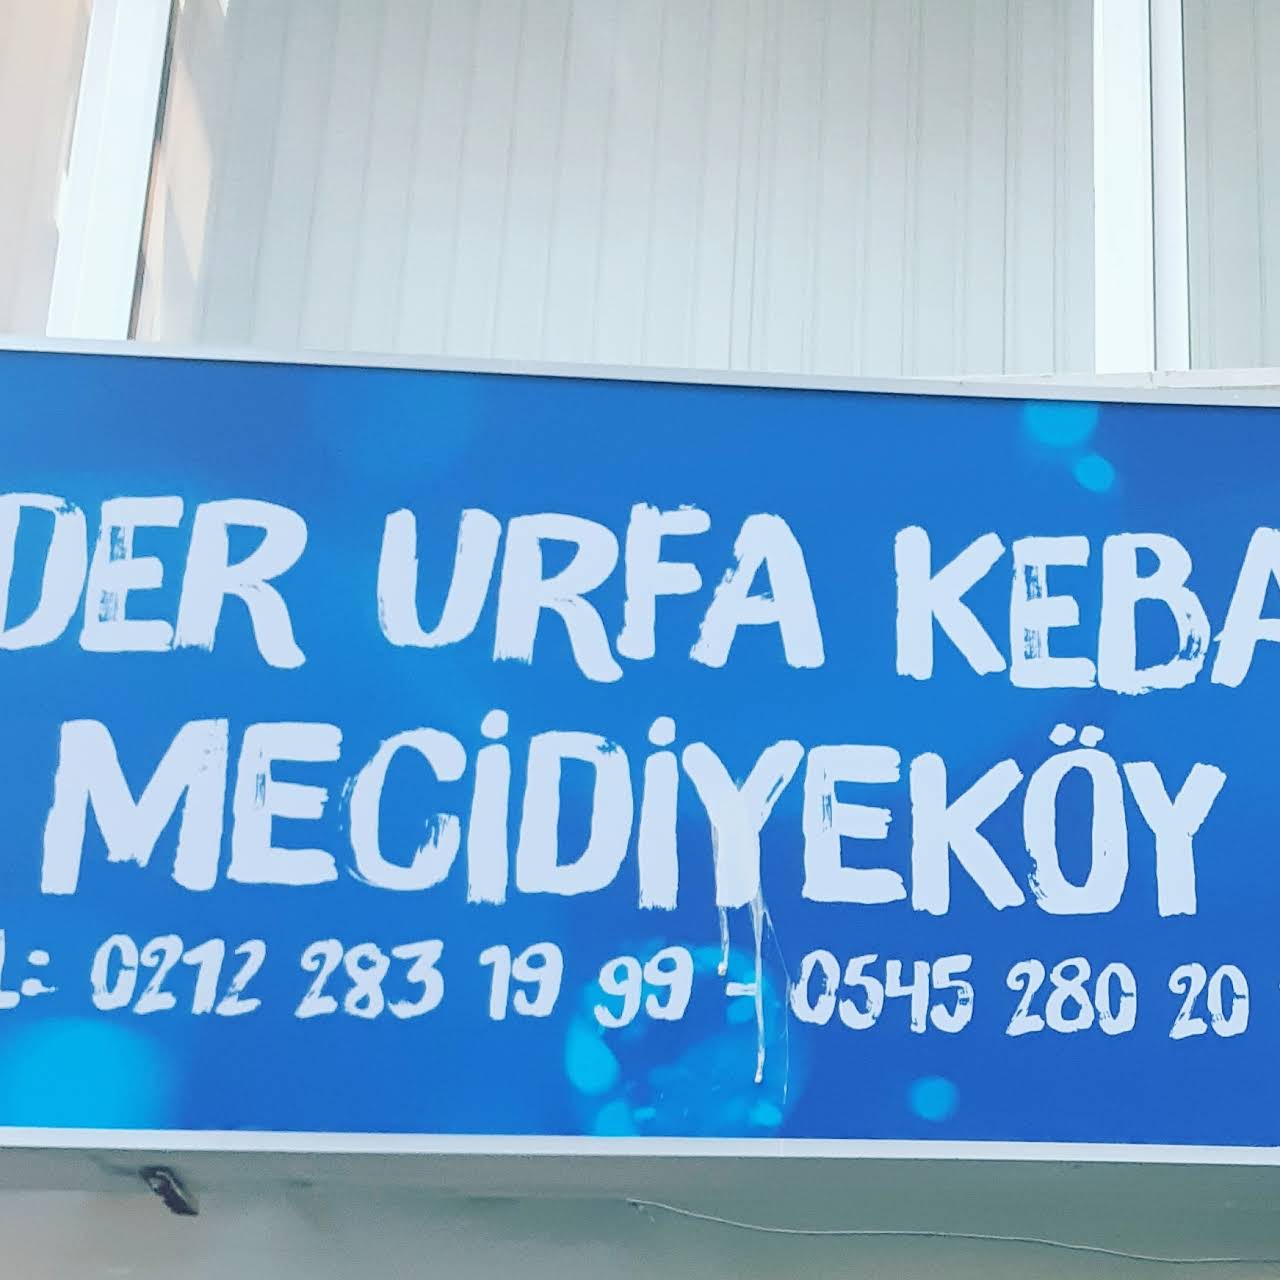 DER URFA KEBA
MECİDİYEKÖY
L: 0212 283 19 99 - 0545 280 20